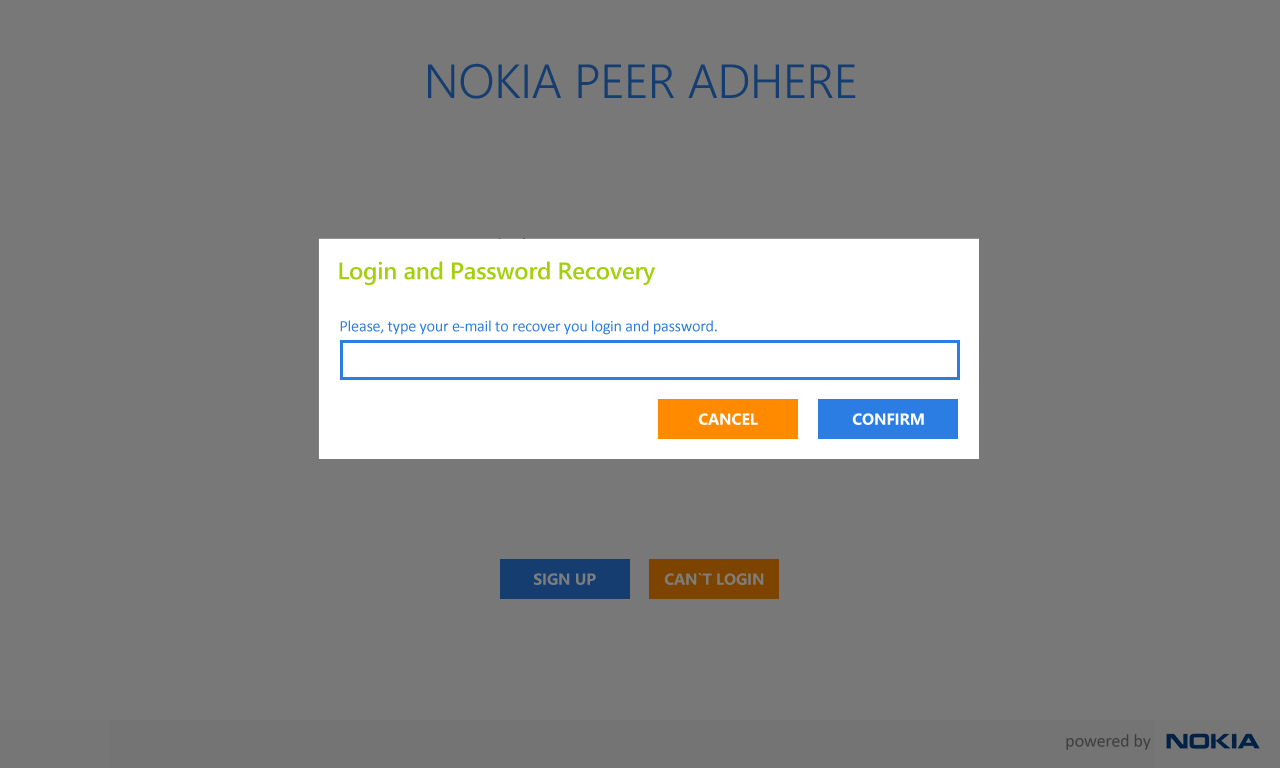 NOKIA PEER ADHERE
Login and Password Recovery
Please, type your e-mail to recover you login and password.
CANCEL
CONFIRM
SIGN UP
CAN`T LOGIN
powered by NOKIA